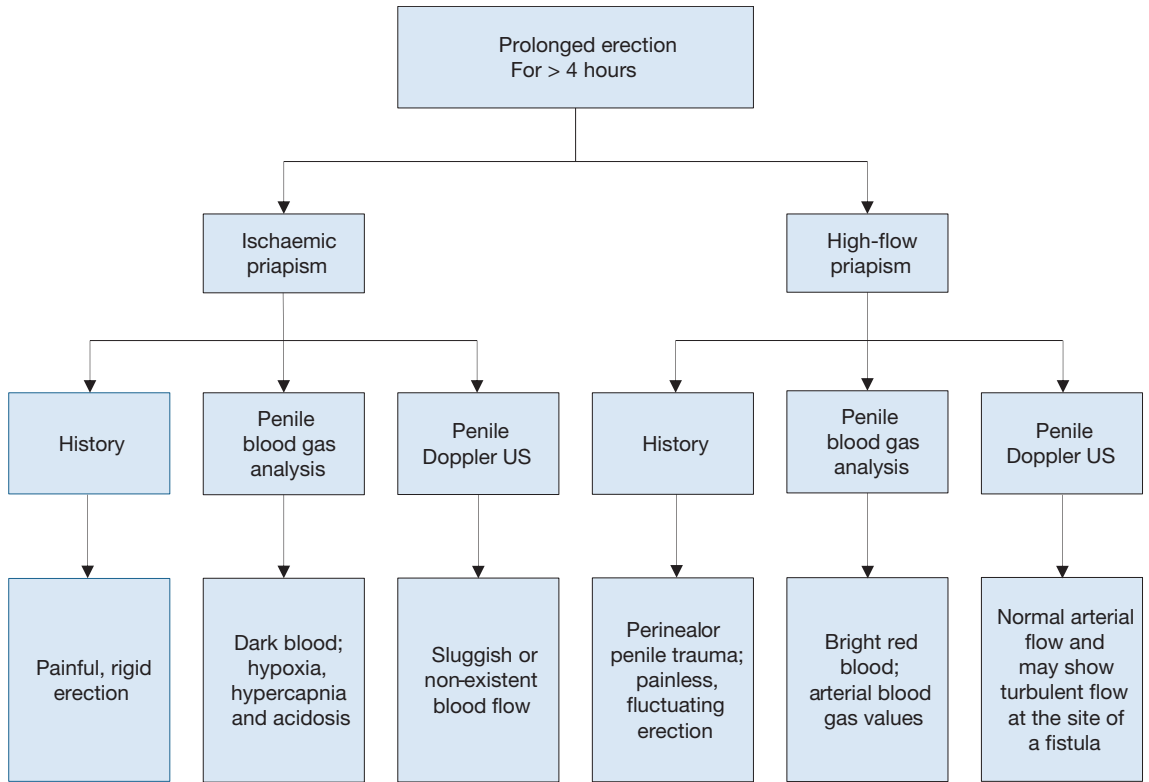 Prolonged erection
For > 4 hours
Ischaemic
priapism
High-flow
priapism
History
Penile
blood gas
analysis
Penile
Doppler US
History
Penile
blood gas
analysis
Penile
Doppler US
Painful, rigid
erection
Dark blood;
hypoxia,
hypercapnia
and acidosis
Sluggish or
non-existent
blood flow
Perinealor
penile trauma;
painless,
fluctuating
erection
Bright red
blood;
arterial blood
gas values
Normal arterial
flow and
may show
turbulent flow
at the site of
a fistula